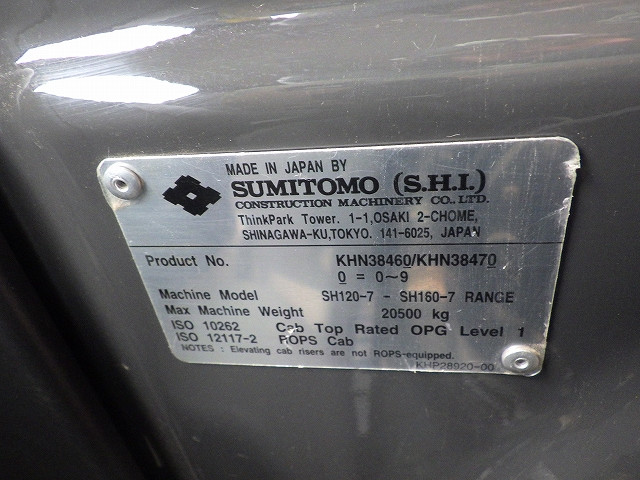 MADE IN JAPAN BY
SUMITOMO (S.H.I.)
CONSTRUCTION MACHINERY CO., LTD.
ThinkPark Tower. 1-1,OSAKI 2-CHOME,
SHINAGAWA-KU,TOKYO. 141-6025, JAPAN
Product No. KHN38460/KHN38470
0 = 0~9
Machine Model SH120-7 - SH160-7 RANGE
Max Machine Weight 20500 kg
ISO 10262 Cab Top Rated OPG Level 1
ISO 12117-2 ROPS Cab
NOTES : Elevating cab risers are not ROPS-equipped.
KHP28920-00